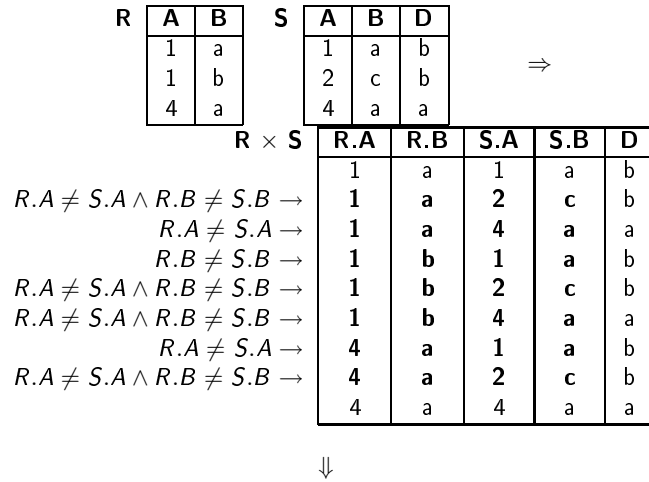 R A B S A B D
1 a 1 a b
1 b 2 c b ⇒
4 a 4 a a
R × S R.A R.B S.A S.B D
1 a 1 a b
R.A ≠ S.A ∧ R.B ≠ S.B → 1 a 2 c b
R.A ≠ S.A → 1 a 4 a a
R.B ≠ S.B → 1 b 1 a b
R.A ≠ S.A ∧ R.B ≠ S.B → 1 b 2 c b
R.A ≠ S.A ∧ R.B ≠ S.B → 1 b 4 a a
R.A ≠ S.A → 4 a 1 a b
R.A ≠ S.A ∧ R.B ≠ S.B → 4 a 2 c b
4 a 4 a a
⇓